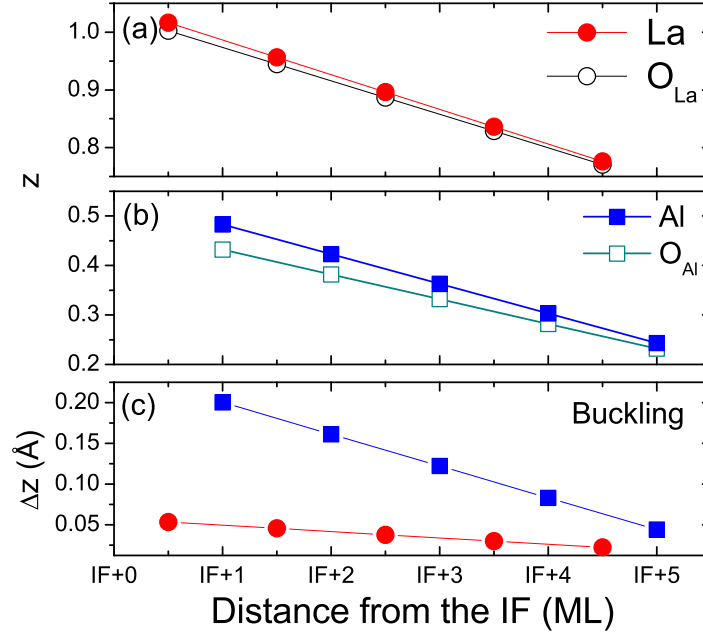 (a)
La
O_La
1.0
0.9
0.8
z
(b)
Al
O_Al
0.5
0.4
0.3
0.2
(c)
Buckling
0.20
0.15
0.10
0.05
Δz (Å)
IF+0 IF+1 IF+2 IF+3 IF+4 IF+5
Distance from the IF (ML)